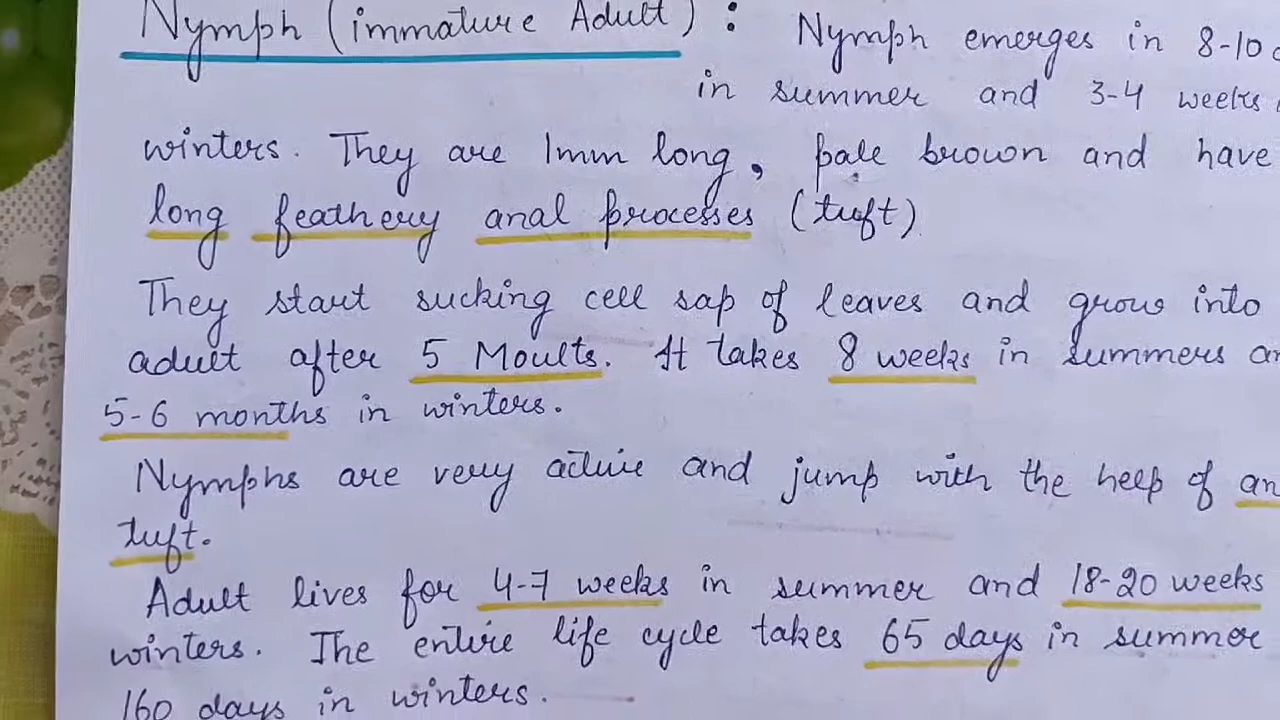 Nymph (immature Adult) :
Nymph emerges in 8-10
in summer and 3-4 weeks
winters. They are 1mm long, pale brown and have
long feathery anal processes (tuft)
They start sucking cell sap of leaves and grow into
adult after 5 Moults. It takes 8 weeks in summers
5-6 months in winters.
Nymphs are very active and jump with the help of an
tuft.
Adult lives for 4-7 weeks in summer and 18-20 weeks
winters. The entire life cycle takes 65 days in summer
160 days in winters.